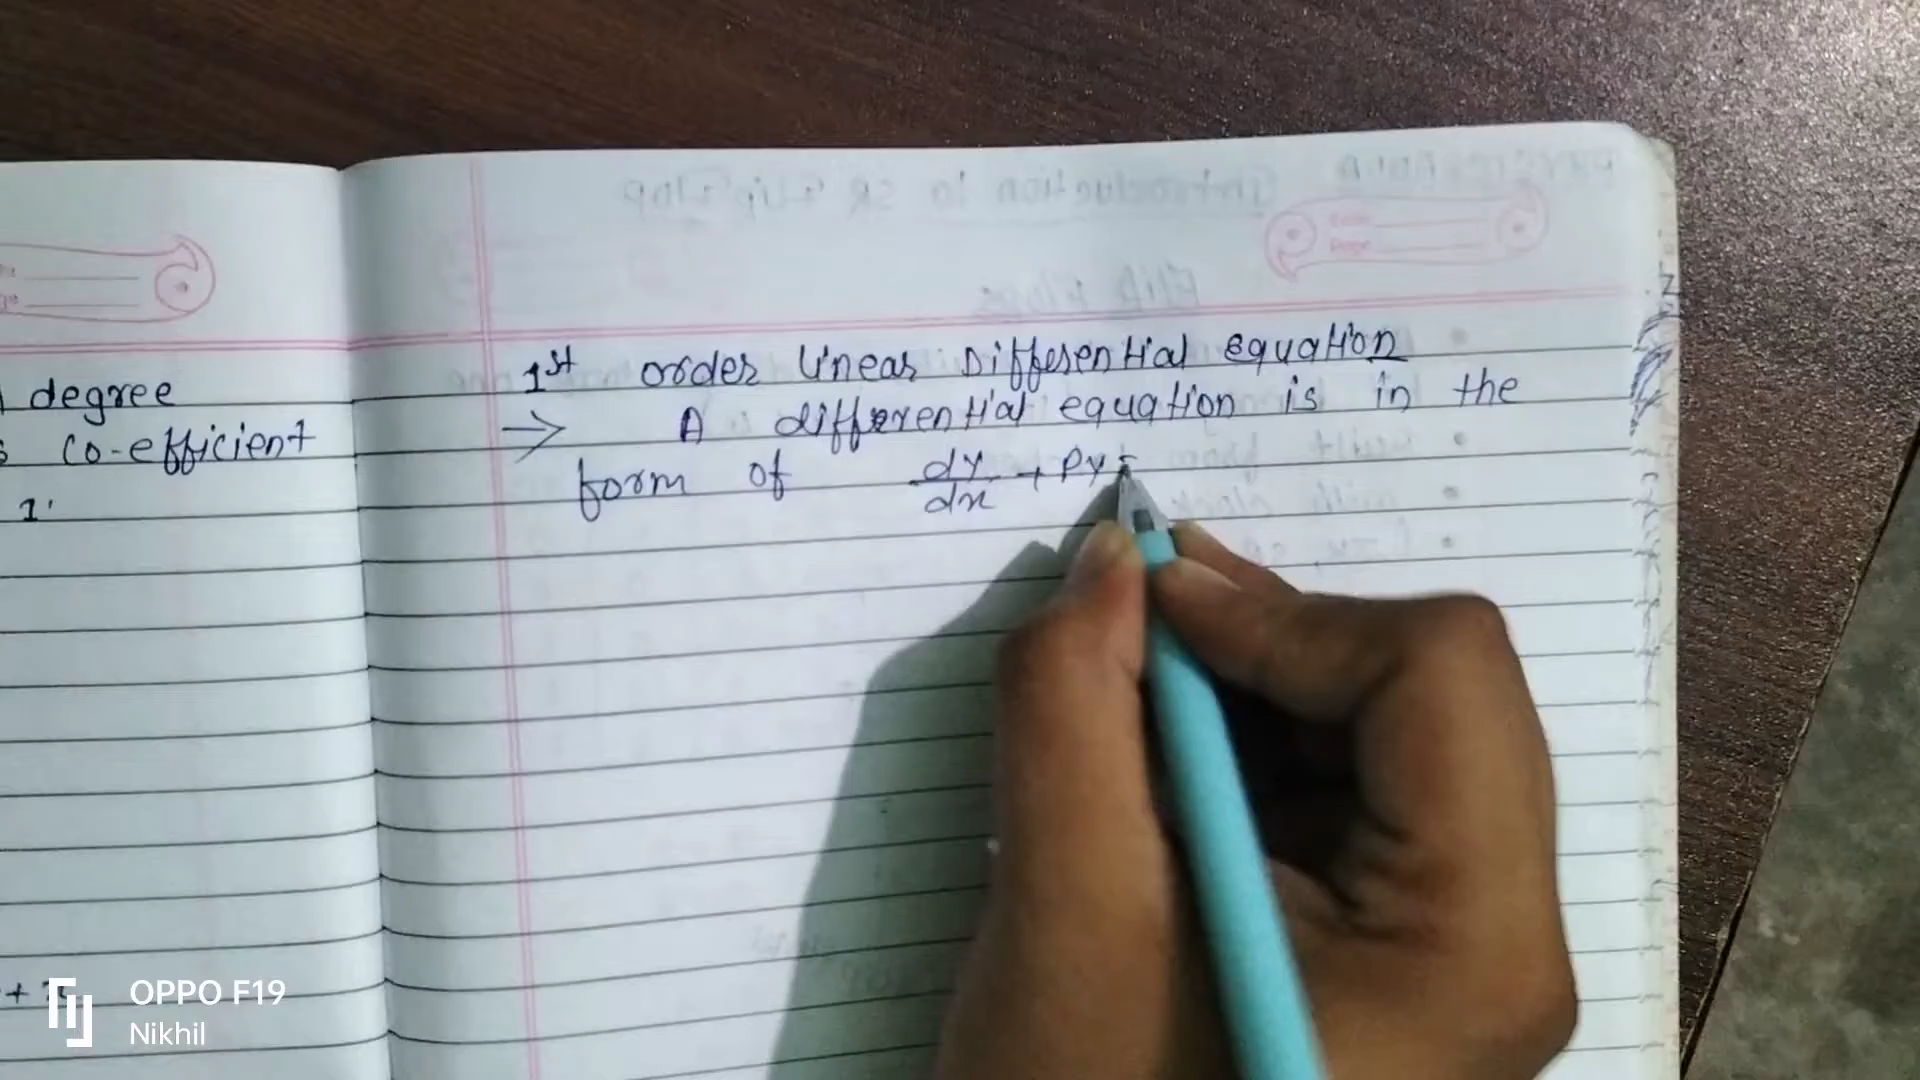 degree
co-efficient
1'
1st order linear Differential equation
→ A differential equation is in the
form of dy/dx + Py =
OPPO F19
Nikhil